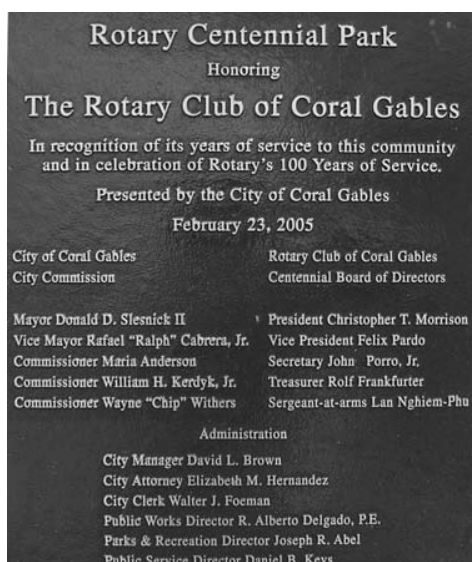 Rotary Centennial Park
Honoring
The Rotary Club of Coral Gables
In recognition of its years of service to this community
and in celebration of Rotary's 100 Years of Service.
Presented by the City of Coral Gables
February 23, 2005
City of Coral Gables
City Commission
Mayor Donald D. Slesnick II
Vice Mayor Rafael "Ralph" Cabrera, Jr.
Commissioner Maria Anderson
Commissioner William H. Kerdyk, Jr.
Commissioner Wayne "Chip" Withers
Rotary Club of Coral Gables
Centennial Board of Directors
President Christopher T. Morrison
Vice President Felix Pardo
Secretary John Porro, Jr.
Treasurer Rolf Frankfurter
Sergeant-at-arms Lan Nghiem-Phu
Administration
City Manager David L. Brown
City Attorney Elizabeth M. Hernandez
City Clerk Walter J. Foeman
Public Works Director R. Alberto Delgado, P.E.
Parks & Recreation Director Joseph R. Abel
Public Service Director Daniel B. Keys